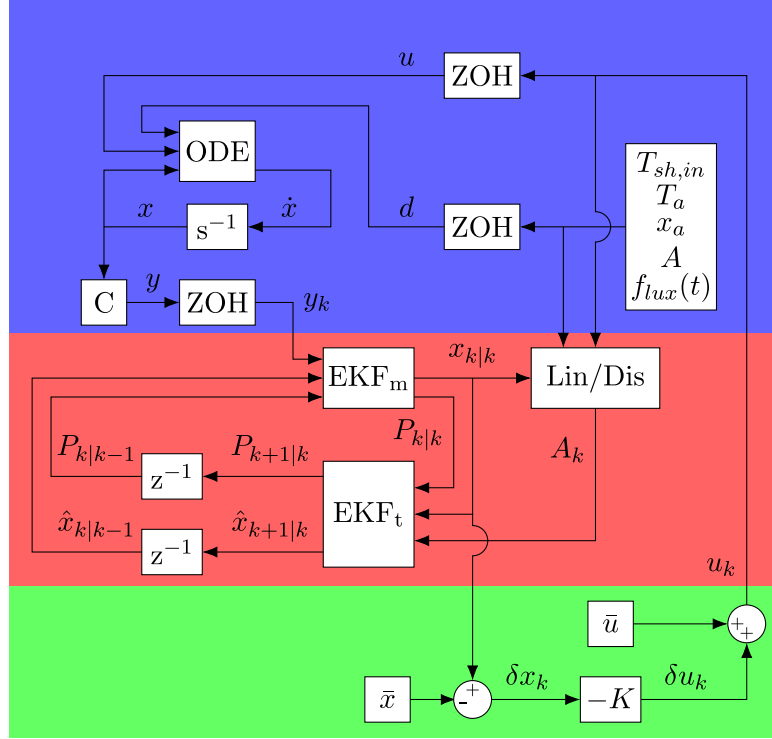 u
ZOH
ODE
T_{sh,in}
T_a
x_a
A
f_{lux}(t)
x
s^{-1}
ẋ
d
ZOH
C
y
ZOH
y_k
EKF_m
x_{k|k}
Lin/Dis
P_{k|k}
A_k
P_{k|k-1}
z^{-1}
P_{k+1|k}
EKF_t
x̂_{k|k-1}
z^{-1}
x̂_{k+1|k}
u_k
ū
+
+
x̄
+
-
δx_k
−K
δu_k